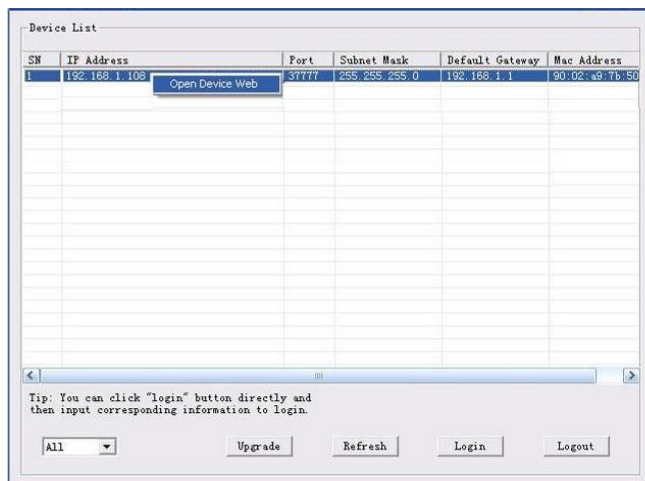 Device List
SN IP Address Port Subnet Mask Default Gateway Mac Address
1 192.168.1.108 37777 255.255.255.0 192.168.1.1 90:02:a9:7b:50
Open Device Web
Tip: You can click "login" button directly and
then input corresponding information to login.
All Upgrade Refresh Login Logout